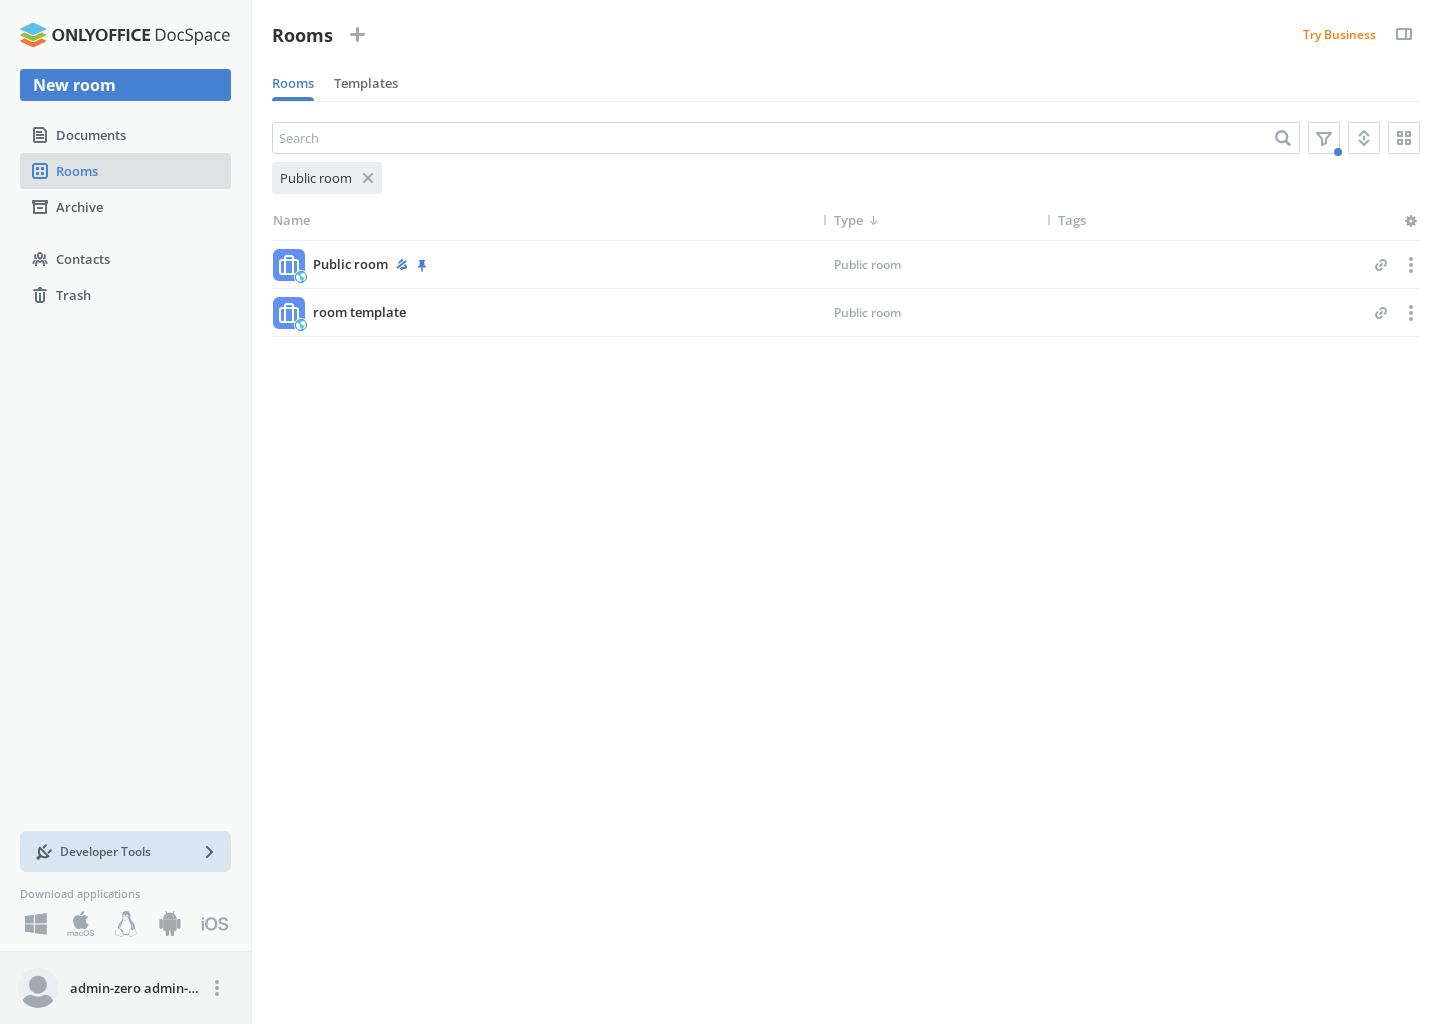 ONLYOFFICE DocSpace
New room
Documents
Rooms
Archive
Contacts
Trash
Developer Tools
Download applications
macOS
iOS
admin-zero admin-...
Rooms
Try Business
Rooms
Templates
Search
Public room
Name
Type
Tags
Public room
Public room
room template
Public room